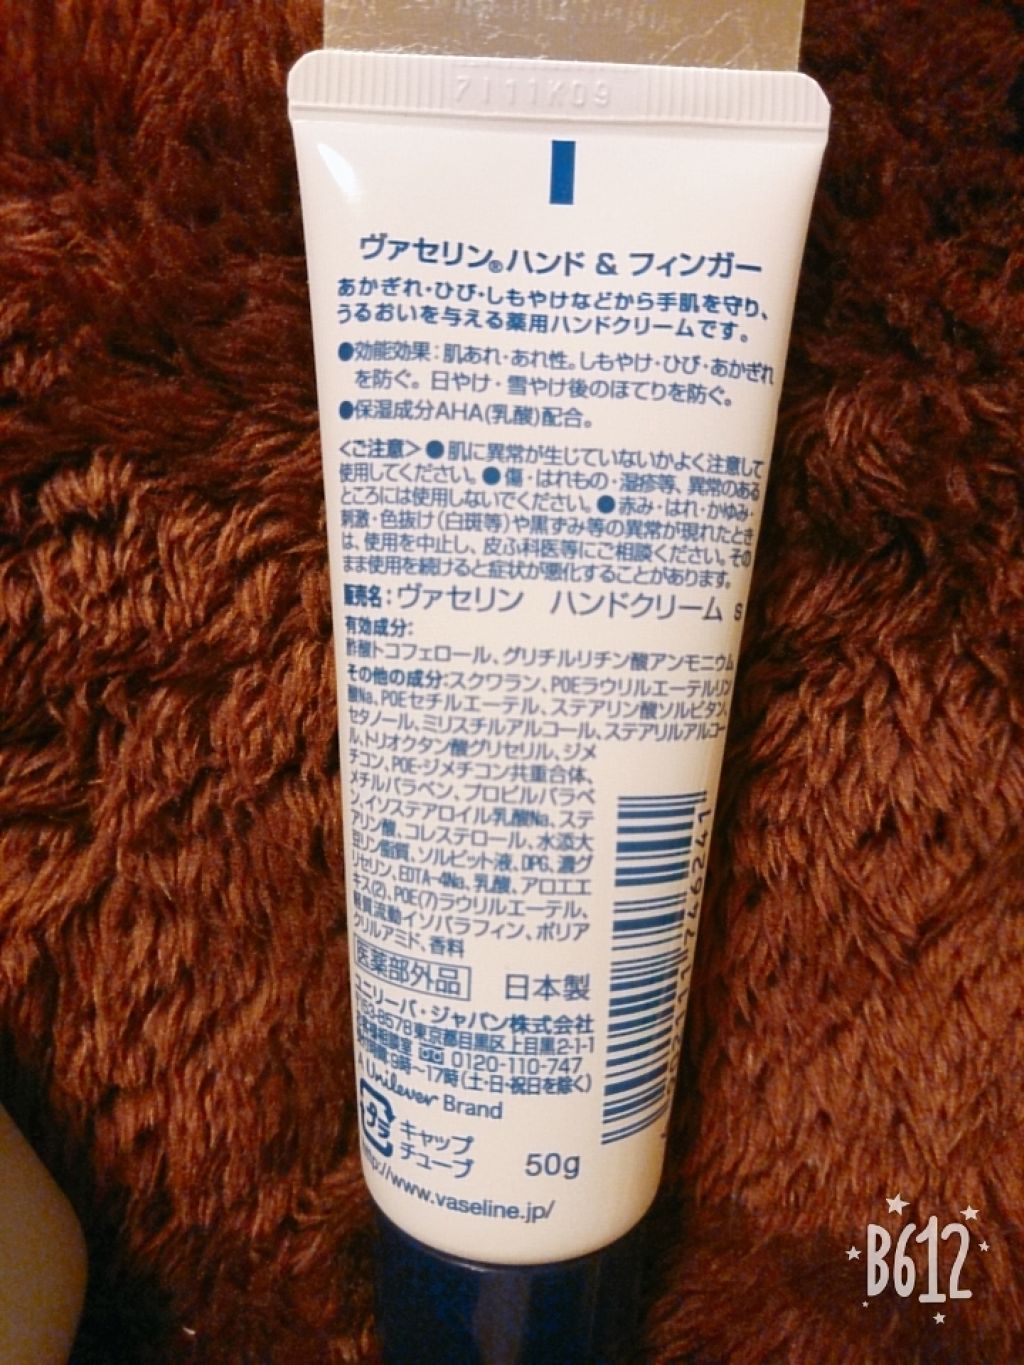 7111K09
ヴァセリン®ハンド & フィンガー
あかぎれ・ひび・しもやけなどから手肌を守り、
うるおいを与える薬用ハンドクリームです。
●効能効果：肌あれ・あれ性。しもやけ・ひび・あかぎれ
を防ぐ。日やけ・雪やけ後のほてりを防ぐ。
●保湿成分AHA(乳酸)配合。
<ご注意>●肌に異常が生じていないかよく注意して
使用してください。●傷・はれもの・湿疹等、異常のある
ところには使用しないでください。●赤み・はれ・かゆみ・
刺激・色抜け(白斑等)や黒ずみ等の異常が現れたとき
は、使用を中止し、皮ふ科医等にご相談ください。その
まま使用を続けると症状が悪化することがあります。
販売名：ヴァセリン ハンドクリーム S
有効成分：
酢酸トコフェロール、グリチルリチン酸アンモニウム
その他の成分：スクワラン、POEラウリルエーテルリン
酸Na、POEセチルエーテル、ステアリン酸ソルビタン、
セタノール、ミリスチルアルコール、ステアリルアルコー
ル、トリオクタン酸グリセリル、ジメ
チコン、POE-ジメチコン共重合体、
メチルパラベン、プロピルパラベ
ン、イソステアロイル乳酸Na、ステ
アリン酸、コレステロール、水添大
豆リン脂質、ソルビット液、DPG、濃グ
リセリン、EDTA-4Na、乳酸、アロエエ
キス(2)、POE(7)ラウリルエーテル、
軽質流動イソパラフィン、ポリア
クリルアミド、香料
医薬部外品 日本製
ユニリーバ・ジャパン株式会社
〒153-8578東京都目黒区上目黒2-1-1
お客様相談室 0120-110-747
9時～17時(土・日・祝日を除く)
A Unilever Brand
キャップ
チューブ
50g
http://www.vaseline.jp/
B612